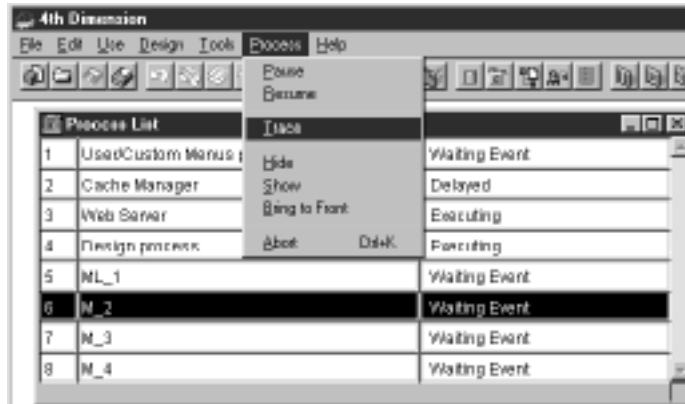 4th Dimension
File Edit Use Design Tools Process Help
Pause
Resume
Trace
Hide
Show
Bring to Front
Abort Ctrl+K
Process List
1 User/Custom Menus Waiting Event
2 Cache Manager Delayed
3 Web Server Executing
4 Design process Executing
5 ML_1 Waiting Event
6 M_2 Waiting Event
7 M_3 Waiting Event
8 M_4 Waiting Event